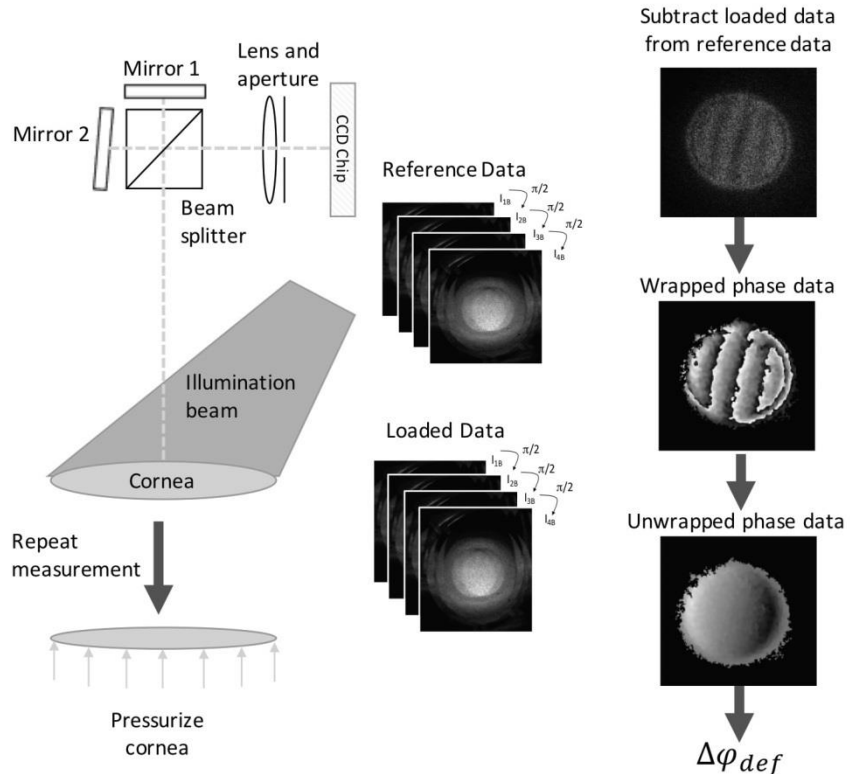 Lens and
aperture
Mirror 1
Mirror 2
CCD Chip
Beam
splitter
Illumination
beam
Cornea
Repeat
measurement
Pressurize
cornea
Reference Data
I1B
π/2
I2B
π/2
I3B
π/2
I4B
Loaded Data
I1B
π/2
I2B
π/2
I3B
π/2
I4B
Subtract loaded data
from reference data
Wrapped phase data
Unwrapped phase data
Δφdef